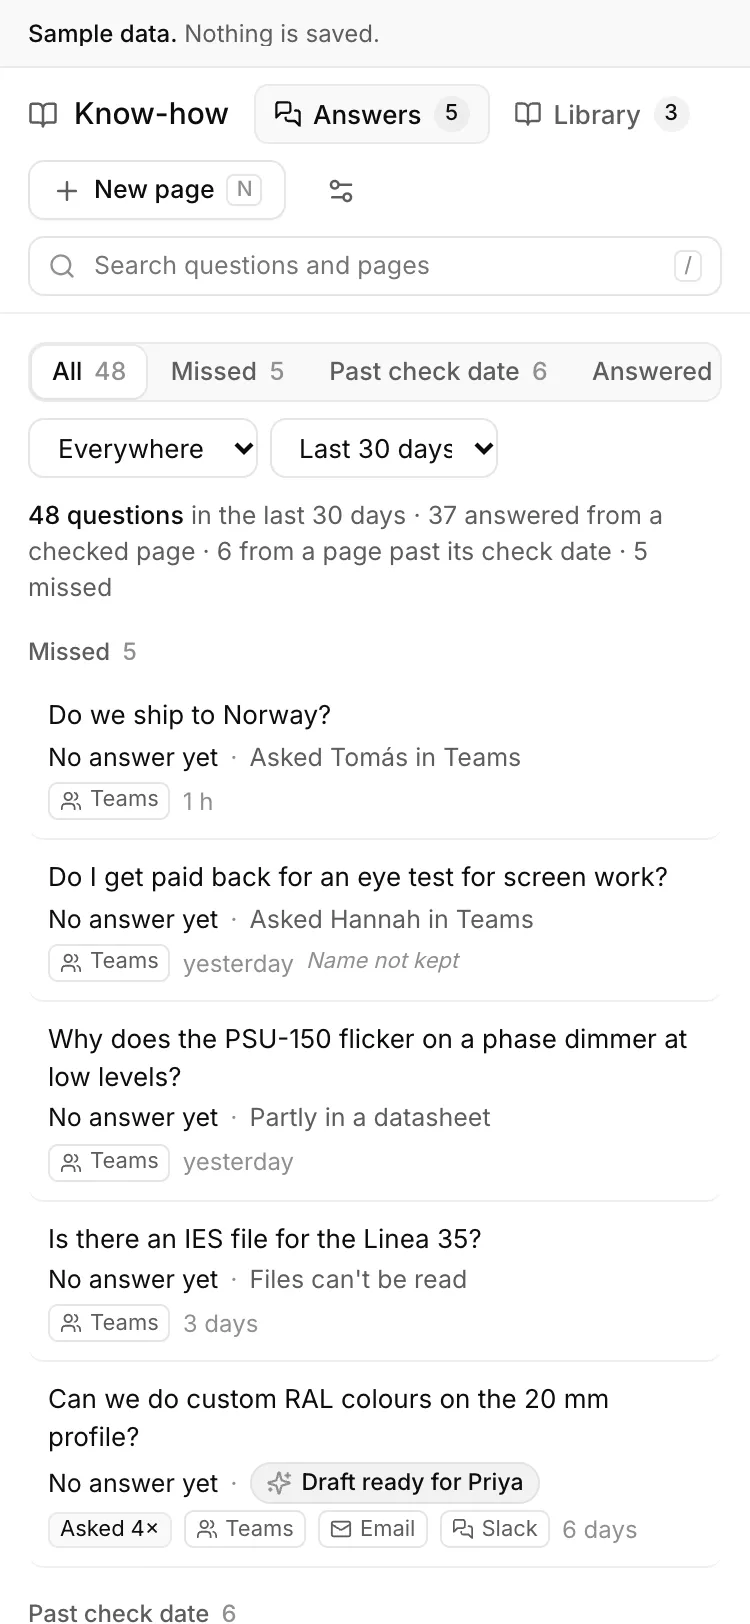 Sample data. Nothing is saved.
Know-how
Answers 5
Library 3
New page N
Search questions and pages /
All 48 Missed 5 Past check date 6 Answered
Everywhere Last 30 days
48 questions in the last 30 days · 37 answered from a
checked page · 6 from a page past its check date · 5
missed
Missed 5
Do we ship to Norway?
No answer yet · Asked Tomás in Teams
Teams 1 h
Do I get paid back for an eye test for screen work?
No answer yet · Asked Hannah in Teams
Teams yesterday Name not kept
Why does the PSU-150 flicker on a phase dimmer at
low levels?
No answer yet · Partly in a datasheet
Teams yesterday
Is there an IES file for the Linea 35?
No answer yet · Files can't be read
Teams 3 days
Can we do custom RAL colours on the 20 mm
profile?
No answer yet · Draft ready for Priya
Asked 4× Teams Email Slack 6 days
Past check date 6